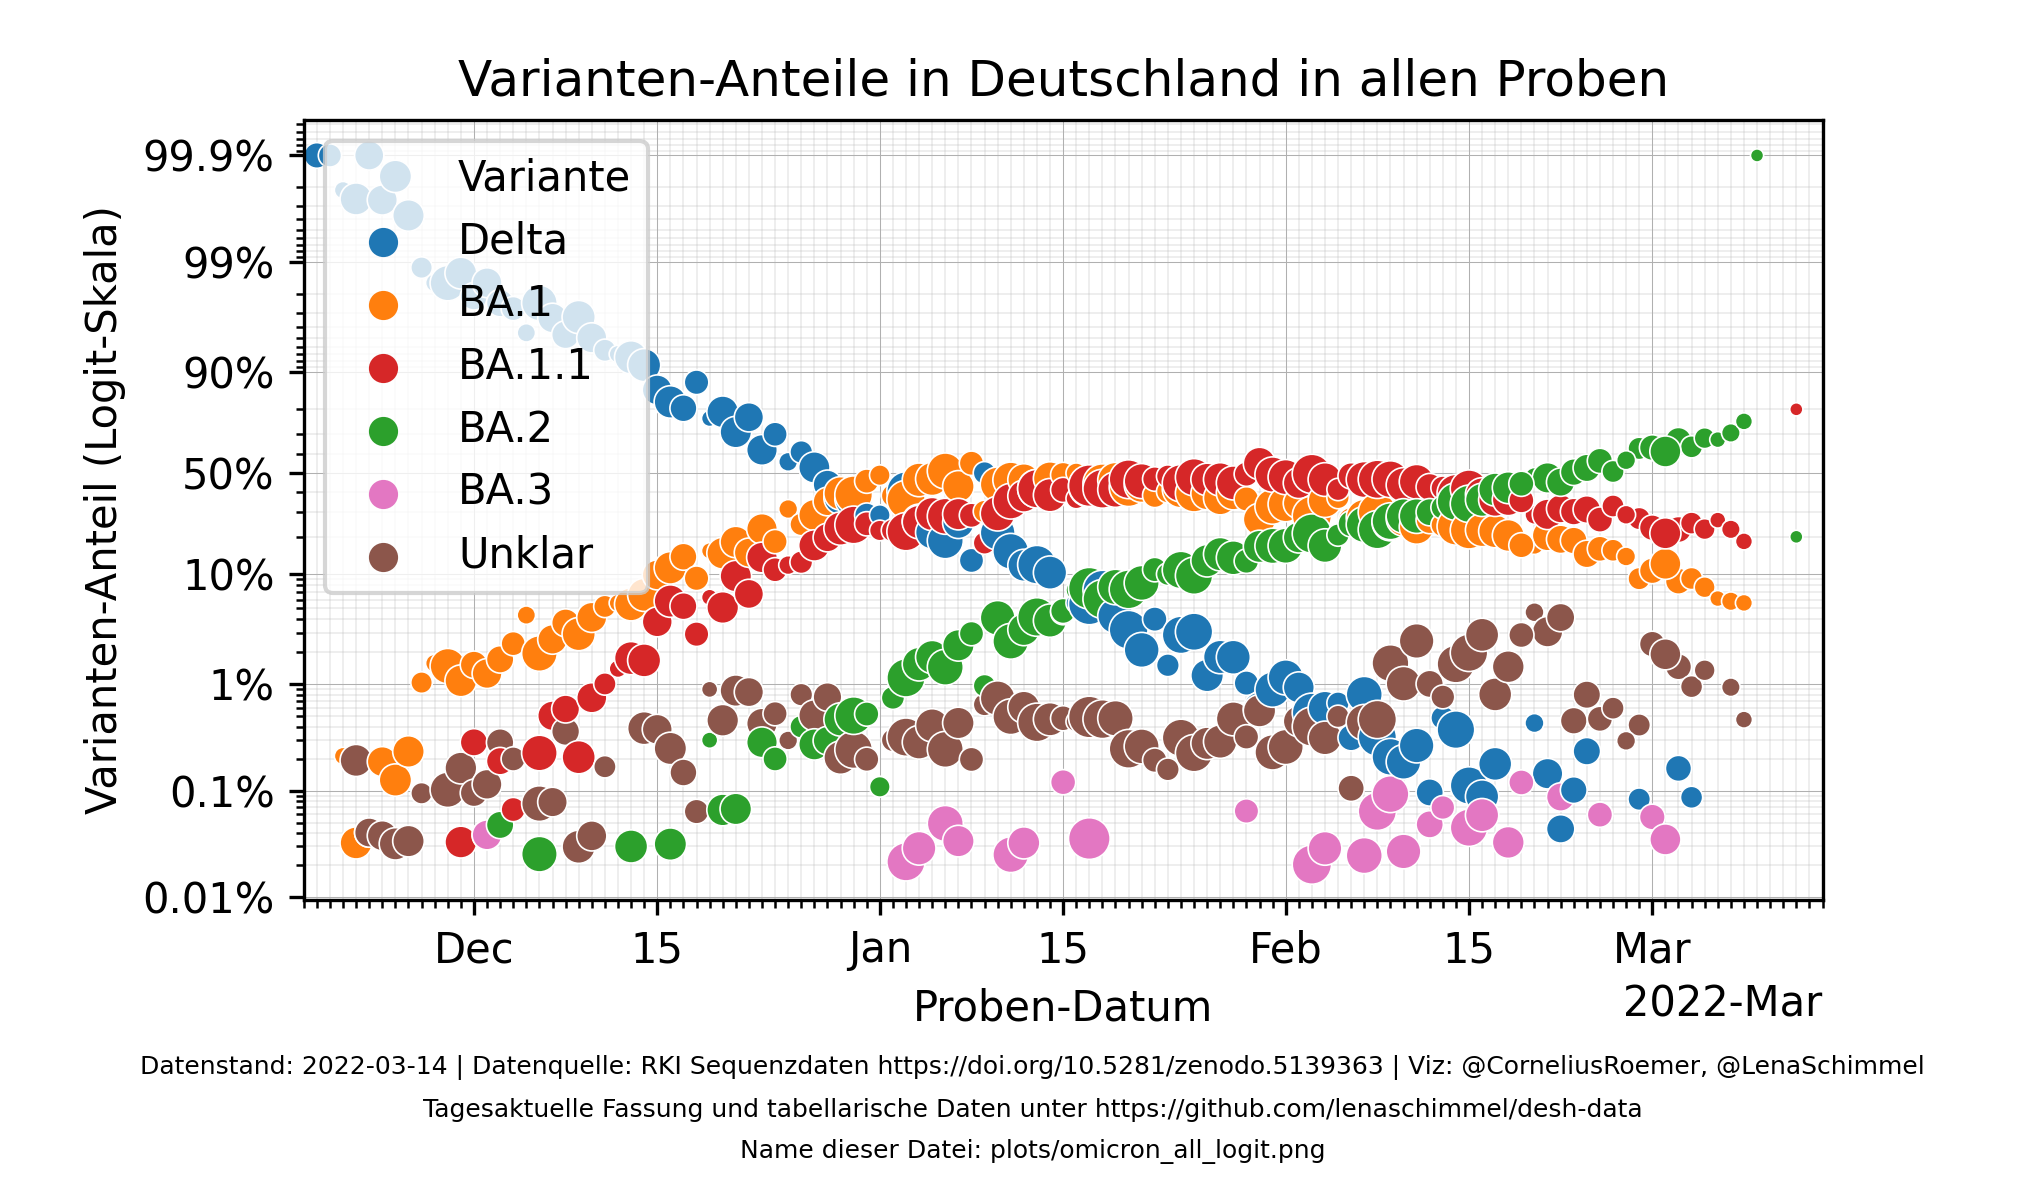 Varianten-Anteile in Deutschland in allen Proben
Varianten-Anteil (Logit-Skala)
99.9%
99%
90%
50%
10%
1%
0.1%
0.01%
Variante
Delta
BA.1
BA.1.1
BA.2
BA.3
Unklar
Dec 15 Jan 15 Feb 15 Mar
Proben-Datum
2022-Mar
Datenstand: 2022-03-14 | Datenquelle: RKI Sequenzdaten https://doi.org/10.5281/zenodo.5139363 | Viz: @CorneliusRoemer, @LenaSchimmel
Tagesaktuelle Fassung und tabellarische Daten unter https://github.com/lenaschimmel/desh-data
Name dieser Datei: plots/omicron_all_logit.png